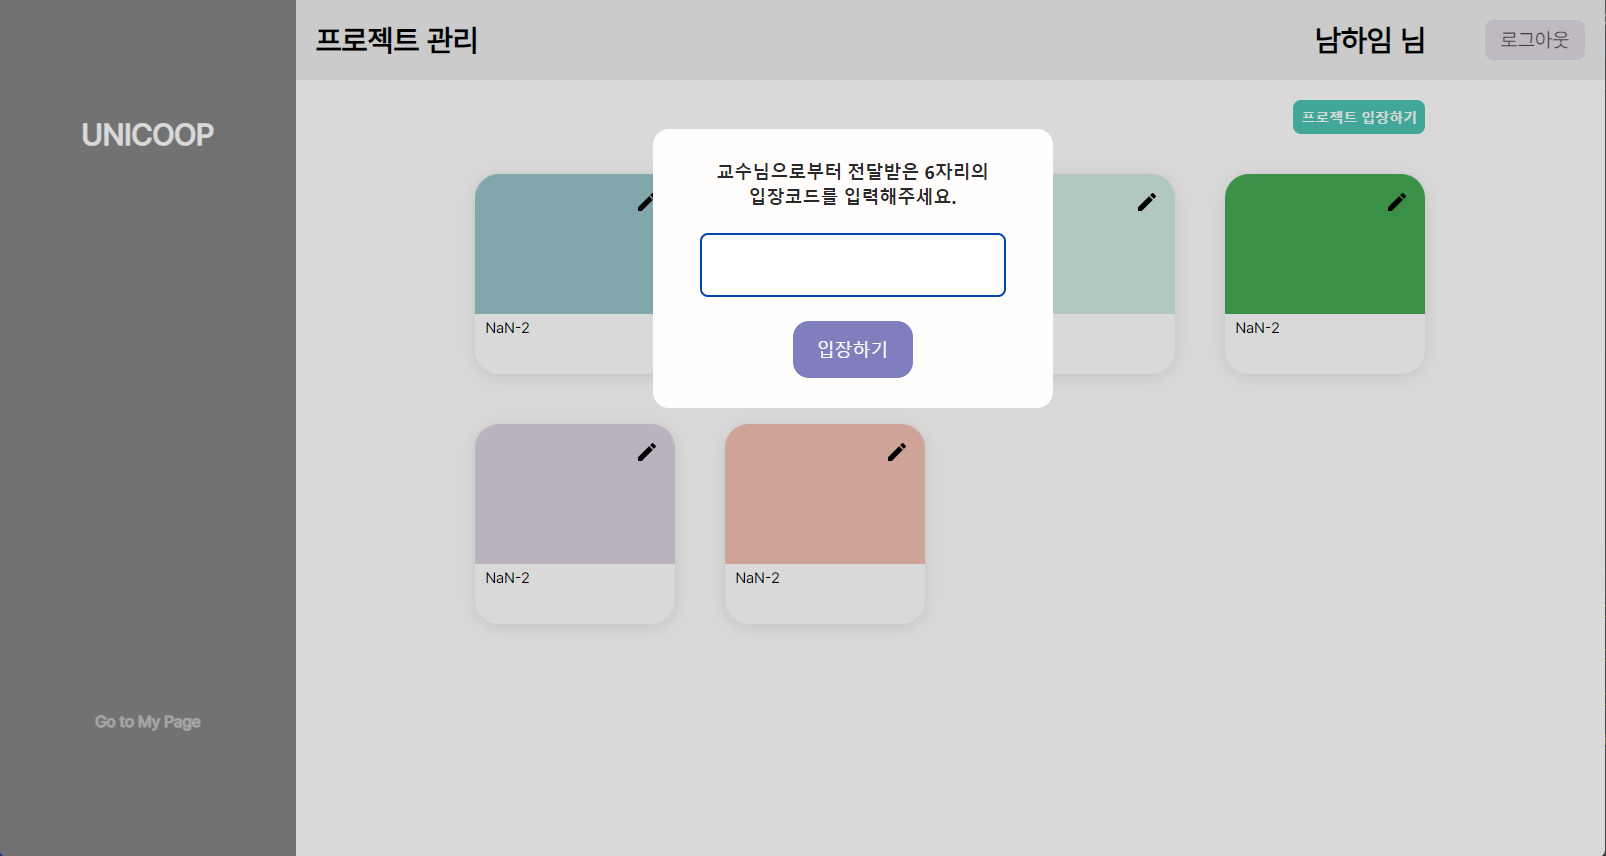 프로젝트 관리
남하임 님
로그아웃
UNICOOP
프로젝트 입장하기
교수님으로부터 전달받은 6자리의
입장코드를 입력해주세요.
입장하기
NaN-2
NaN-2
NaN-2
NaN-2
Go to My Page